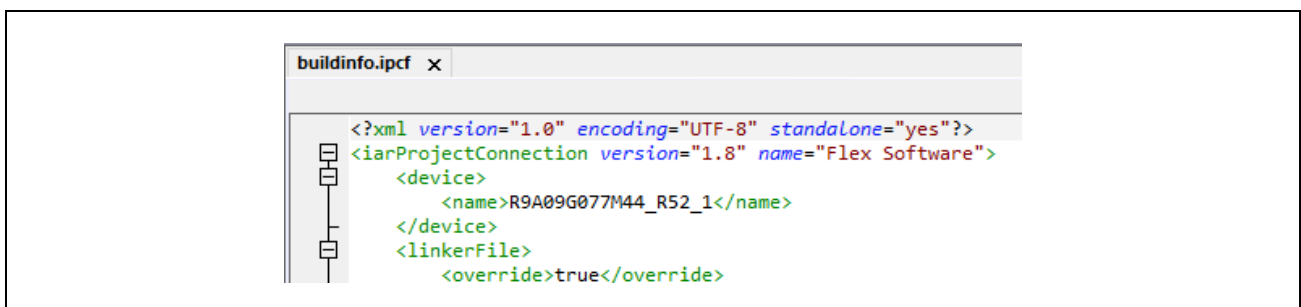 buildinfo.ipcf x
<?xml version="1.0" encoding="UTF-8" standalone="yes"?>
<iarProjectConnection version="1.8" name="Flex Software">
<device>
<name>R9A09G077M44_R52_1</name>
</device>
<linkerFile>
<override>true</override>